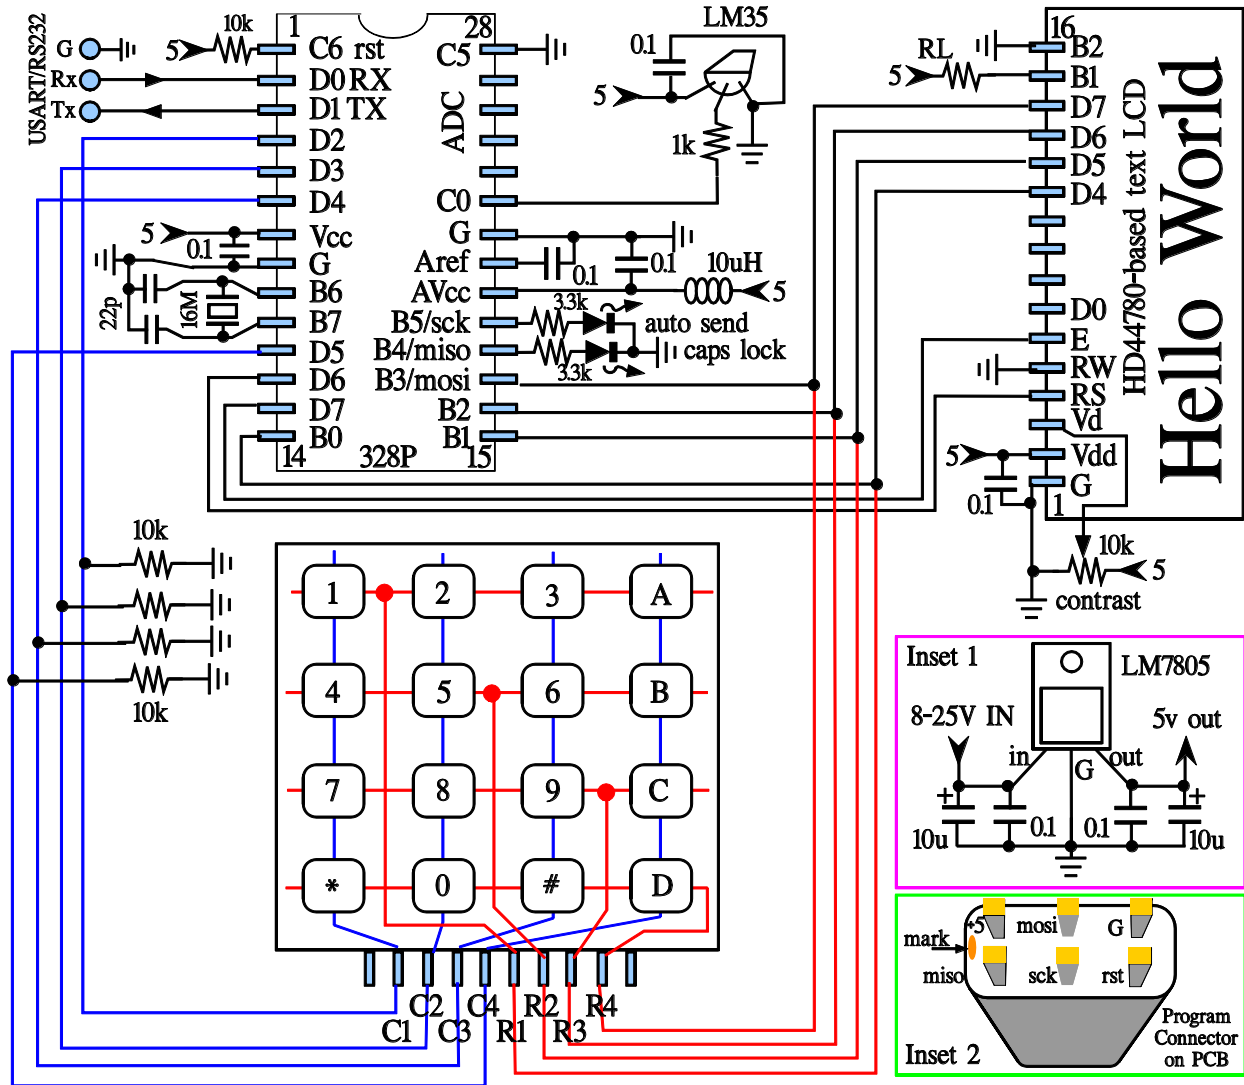 USART/RS232
G
Rx
Tx
5
10k
1
28
C6 rst
D0 RX
D1 TX
D2
D3
D4
Vcc
G
B6
B7
D5
D6
D7
B0
14
328P
15
C5
ADC
C0
G
Aref
AVcc
B5/sck
B4/miso
B3/mosi
B2
B1
5
0.1
22p
16M
LM35
0.1
5
1k
0.1
0.1
10uH
5
3.3k
auto send
caps lock
3.3k
16
RL
5
B2
B1
D7
D6
D5
D4
D0
E
RW
RS
Vd
Vdd
G
1
HD44780-based text LCD
Hello World
5
0.1
10k
5
contrast
10k
10k
1
2
3
A
4
5
6
B
7
8
9
C
*
0
#
D
C1
C2
C3
C4
R1
R2
R3
R4
Inset 1
LM7805
8-25V IN
5v out
in
G
out
+
+
10u
0.1
0.1
10u
+5
mosi
G
mark
miso
sck
rst
Program
Connector
on PCB
Inset 2